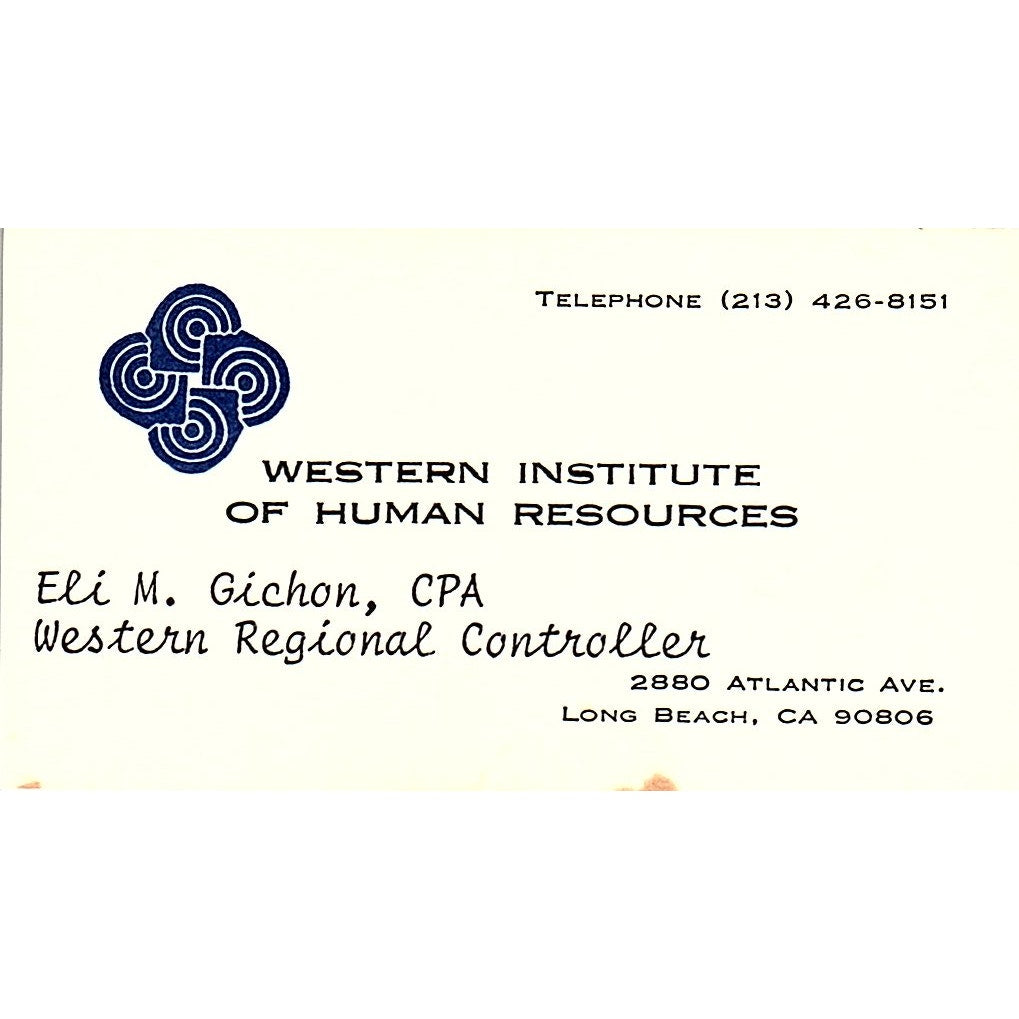 TELEPHONE (213) 426-8151
WESTERN INSTITUTE
OF HUMAN RESOURCES
Eli M. Gichon, CPA
Western Regional Controller
2880 ATLANTIC AVE.
LONG BEACH, CA 90806